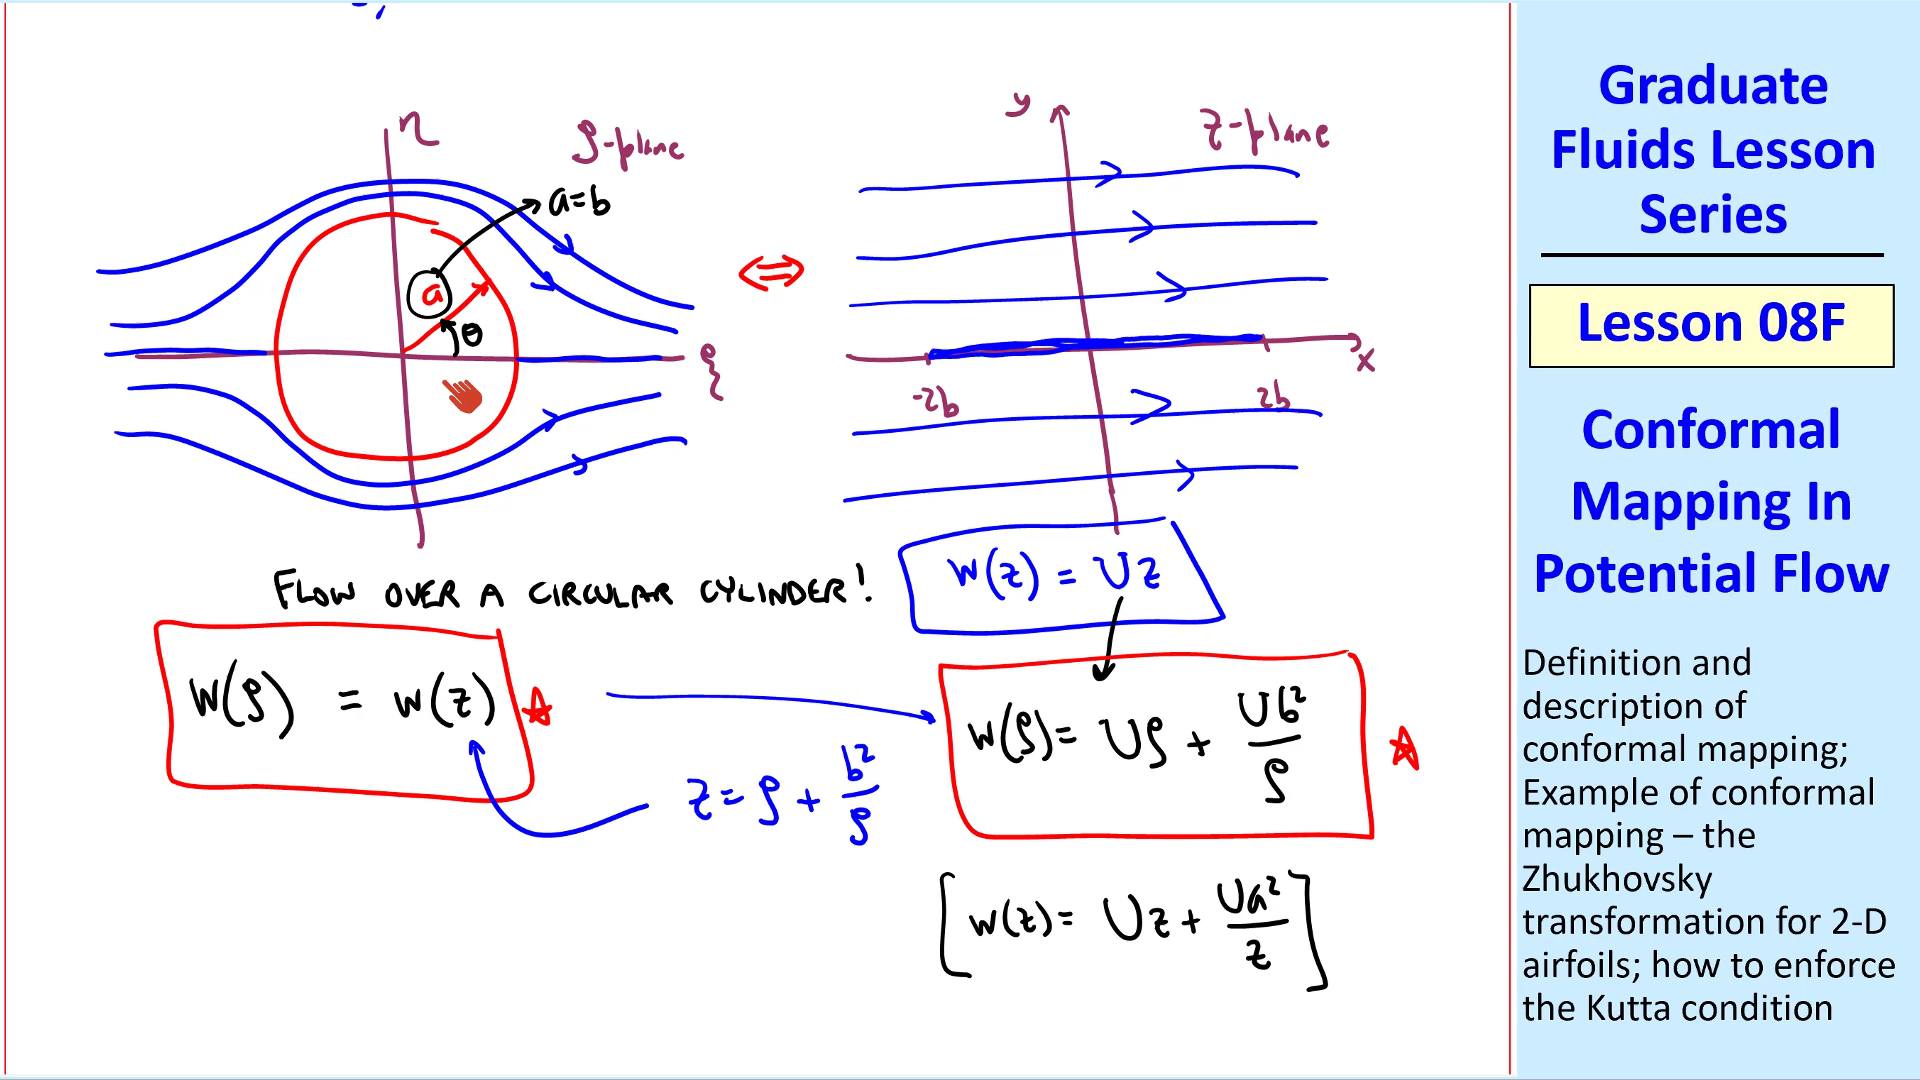 η
ζ-plane
a=b
a
θ
ξ
y
z-plane
x
-2b
2b
FLOW OVER A CIRCULAR CYLINDER!
w(z) = Uz
w(ζ) = w(z)
z = ζ + b²/ζ
w(ζ) = Uζ + Ub²/ζ
[w(z) = Uz + Ua²/z]
Graduate
Fluids Lesson
Series
Lesson 08F
Conformal
Mapping In
Potential Flow
Definition and
description of
conformal mapping;
Example of conformal
mapping – the
Zhukhovsky
transformation for 2-D
airfoils; how to enforce
the Kutta condition